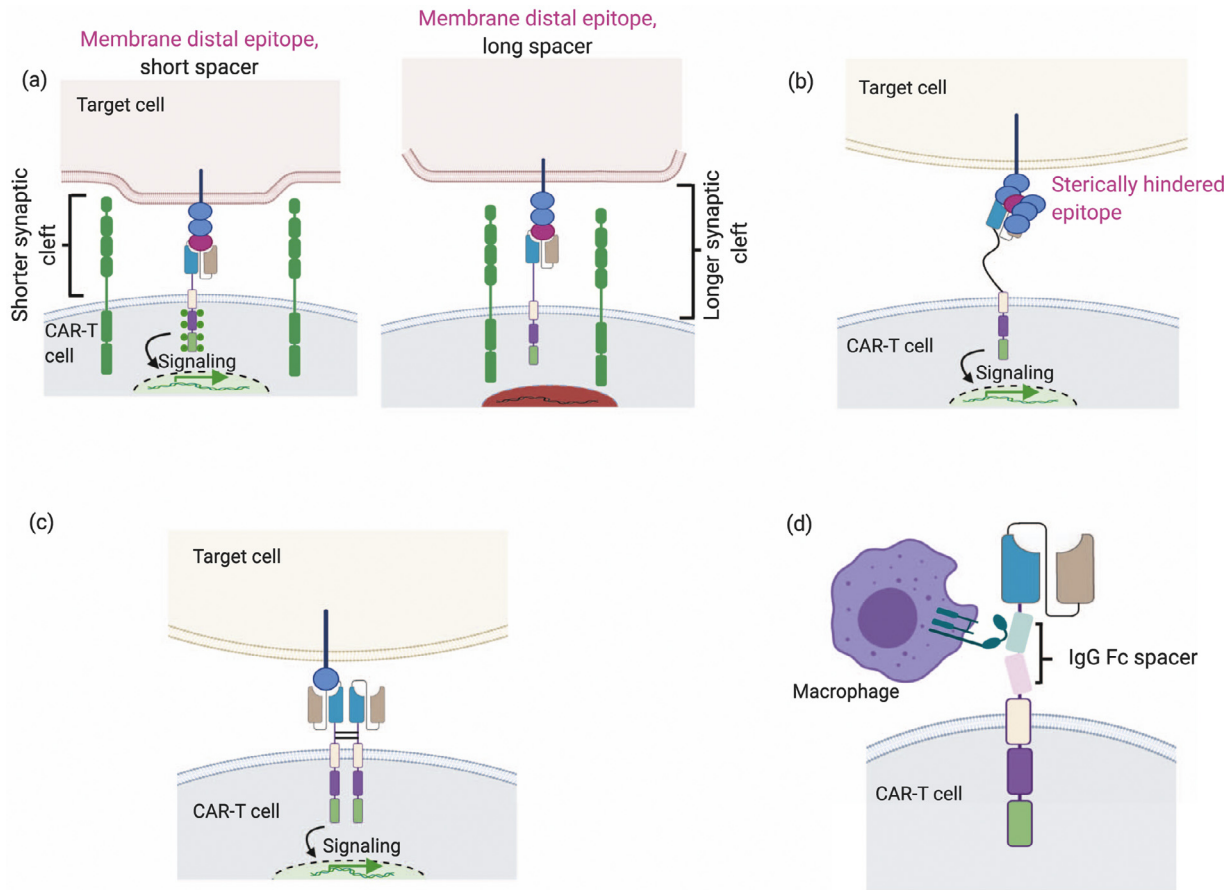 (a)
Membrane distal epitope,
short spacer
Target cell
Shorter synaptic
cleft
CAR-T
cell
Signaling
Membrane distal epitope,
long spacer
Longer synaptic
cleft
(b)
Target cell
Sterically hindered
epitope
CAR-T cell
Signaling
(c)
Target cell
CAR-T cell
Signaling
(d)
Macrophage
IgG Fc spacer
CAR-T cell